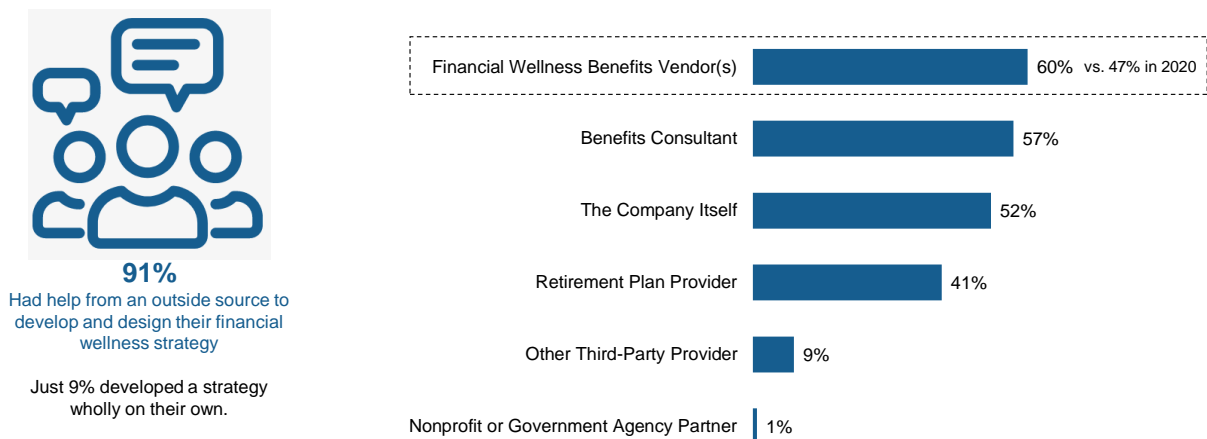 91%
Had help from an outside source to
develop and design their financial
wellness strategy
Just 9% developed a strategy
wholly on their own.
Financial Wellness Benefits Vendor(s) 60% vs. 47% in 2020
Benefits Consultant 57%
The Company Itself 52%
Retirement Plan Provider 41%
Other Third-Party Provider 9%
Nonprofit or Government Agency Partner 1%